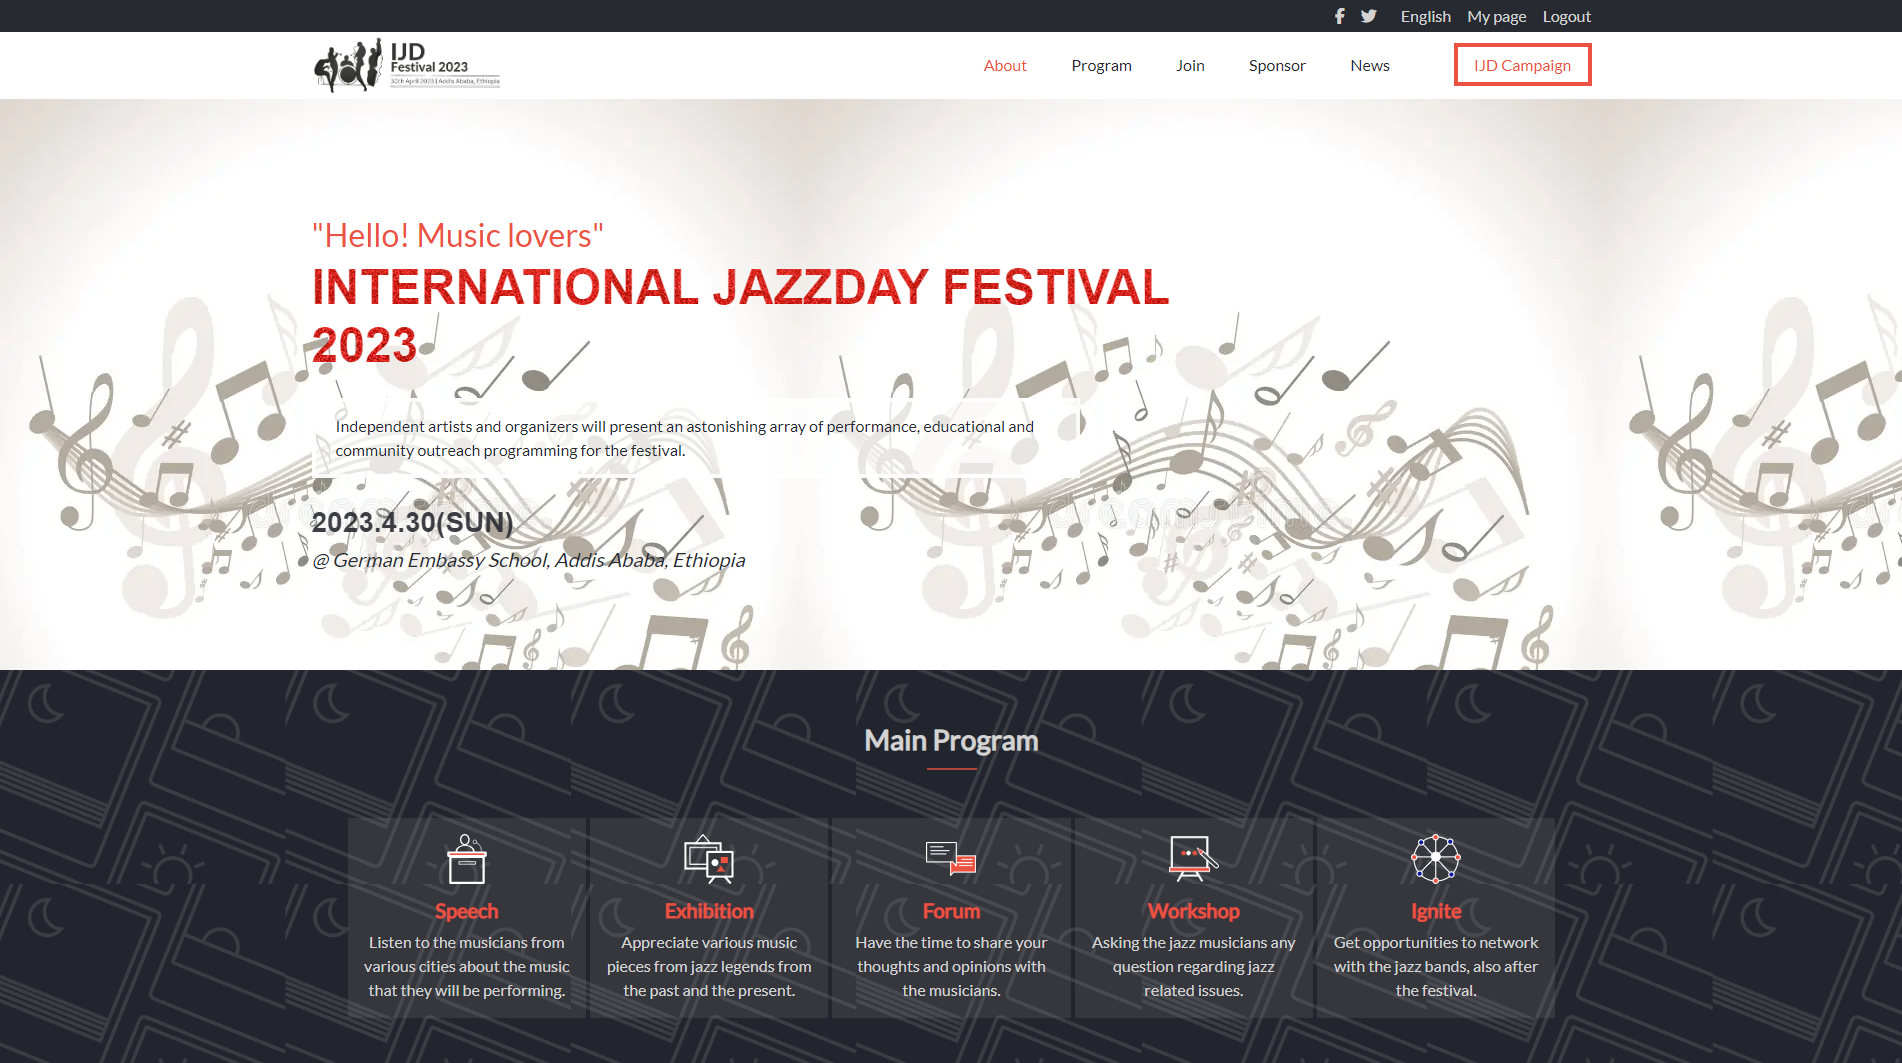 English My page Logout
IJD
Festival 2023
30th April 2023 | Addis Ababa, Ethiopia
About Program Join Sponsor News IJD Campaign
"Hello! Music lovers"
INTERNATIONAL JAZZDAY FESTIVAL
2023
Independent artists and organizers will present an astonishing array of performance, educational and
community outreach programming for the festival.
2023.4.30(SUN)
@ German Embassy School, Addis Ababa, Ethiopia
Main Program
Speech
Listen to the musicians from
various cities about the music
that they will be performing.
Exhibition
Appreciate various music
pieces from jazz legends from
the past and the present.
Forum
Have the time to share your
thoughts and opinions with
the musicians.
Workshop
Asking the jazz musicians any
question regarding jazz
related issues.
Ignite
Get opportunities to network
with the jazz bands, also after
the festival.